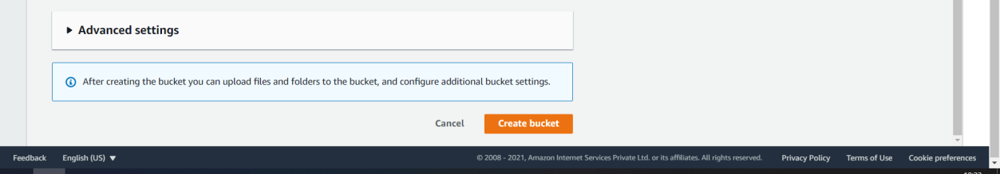 Advanced settings
After creating the bucket you can upload files and folders to the bucket, and configure additional bucket settings.
Cancel Create bucket
Feedback English (US) © 2008 - 2021, Amazon Internet Services Private Ltd. or its affiliates. All rights reserved. Privacy Policy Terms of Use Cookie preferences